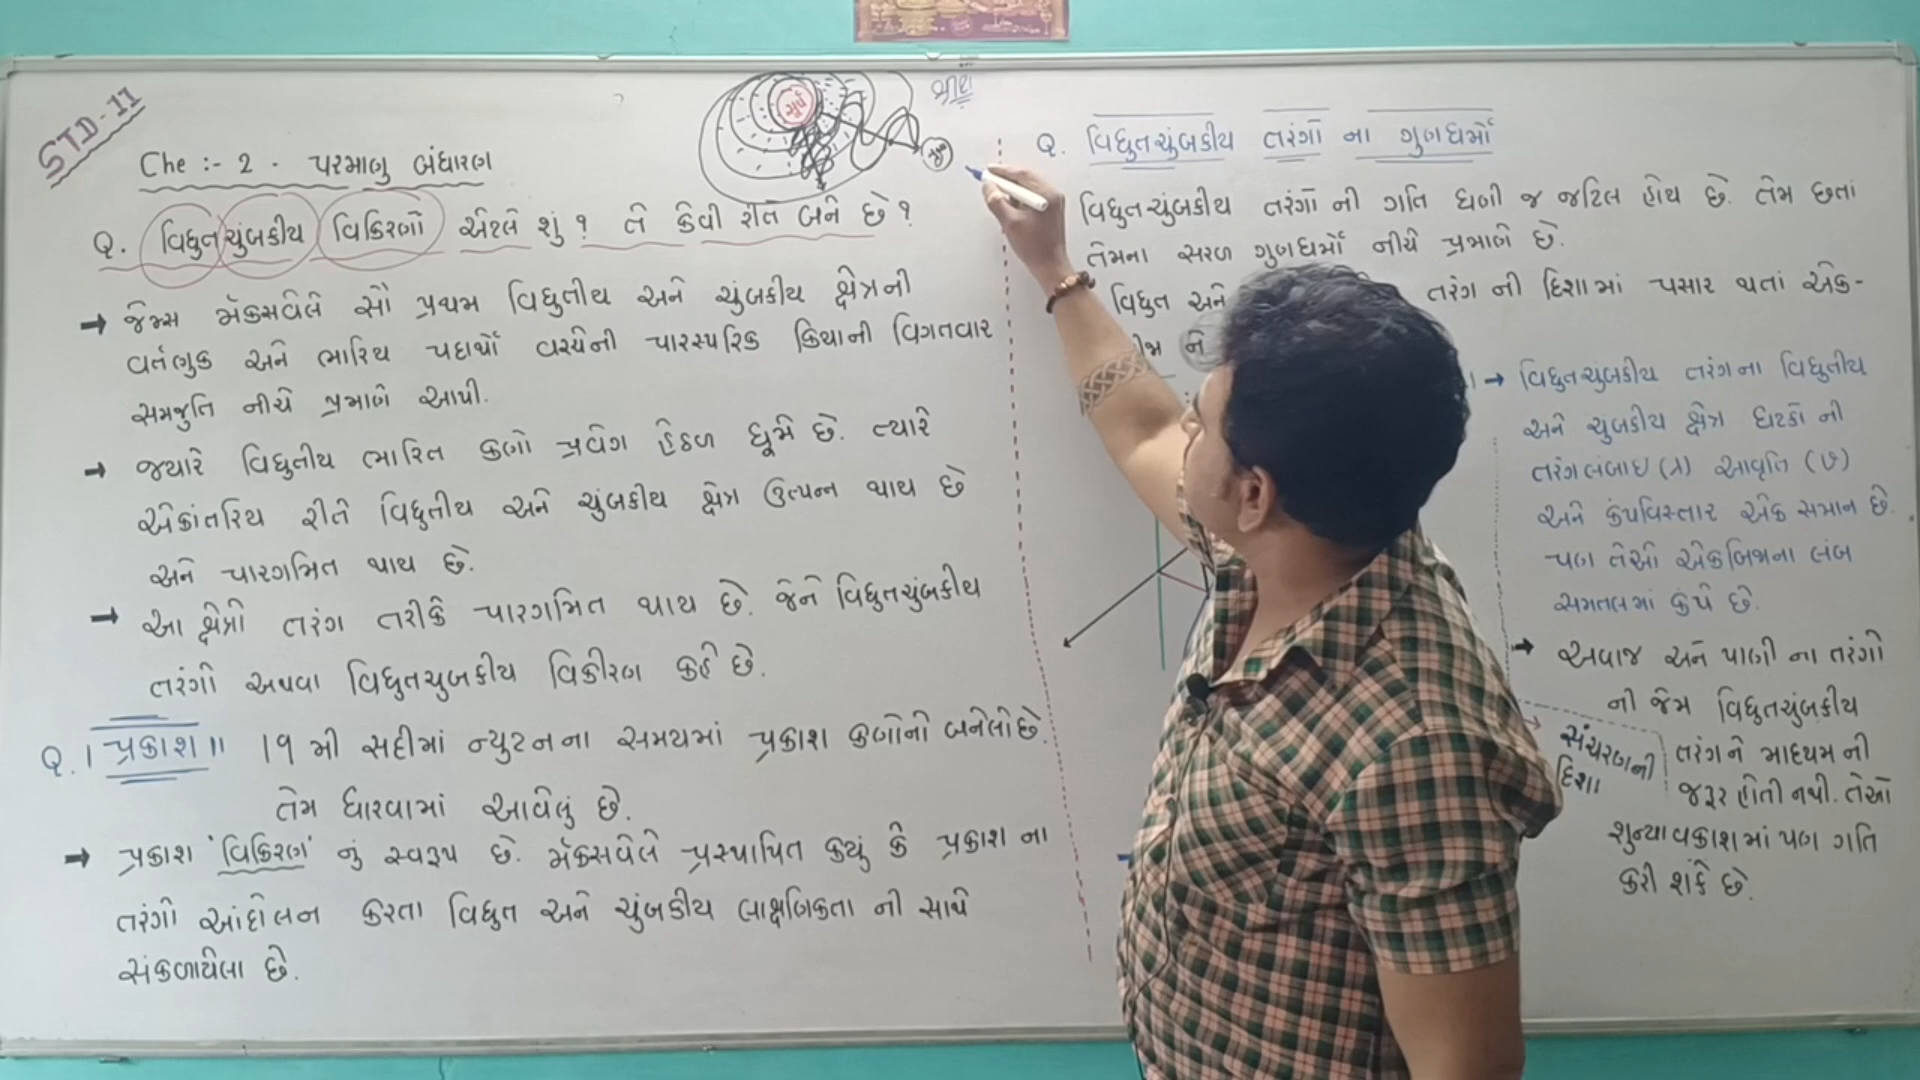 STD-11
Che :- 2 . પરમાણુ બંધારણ
સૂર્ય
Q. વિધુતચુંબકીય વિકિરણો એટલે શું ? તે કેવી રીતે બને છે ?
→ જેમ્સ મૅક્સવેલે સૌ પ્રથમ વિધુતીય અને ચુંબકીય ક્ષેત્રની
વર્તણુક અને ભારિય પદાર્થો વચ્ચેની પારસ્પરિક ક્રિયાની વિગતવાર
સમજુતિ નીચે પ્રમાણે આપી.
→ જ્યારે વિધુતીય ભારિત કણો પ્રવેગ હેઠળ ઘૂમે છે. ત્યારે
એકાંતરિય રીતે વિધુતીય અને ચુંબકીય ક્ષેત્ર ઉત્પન્ન થાય છે
અને પારગમિત થાય છે.
→ આ ક્ષેત્રો તરંગ તરીકે પારગમિત થાય છે. જેને વિધુતચુંબકીય
તરંગો અથવા વિધુતચુબકીય વિકીરણ કહે છે.
Q. । પ્રકાશ ॥ 19 મી સદીમાં ન્યુટનના સમયમાં પ્રકાશ કણોનો બનેલો છે.
તેમ ધારવામાં આવેલું છે.
→ પ્રકાશ 'વિકિરણ' નું સ્વરૂપ છે. મૅક્સવેલે પ્રસ્થાપિત કર્યું કે પ્રકાશ ના
તરંગો આંદોલન કરતા વિધુત અને ચુંબકીય લાક્ષણિકતા ની સાથે
સંકળાયેલા છે.
Q. વિધુતચુંબકીય તરંગો ના ગુણધર્મો
વિધુતચુંબકીય તરંગો ની ગતિ ઘણી જ જટિલ હોય છે. તેમ છતાં
તેમના સરળ ગુણધર્મો નીચે પ્રમાણે છે.
વિધુત અને તરંગ ની દિશામાં પસાર થતાં એક-
ને
→ વિધુતચુંબકીય તરંગના વિધુતીય
અને ચુંબકીય ક્ષેત્ર ઘટકો ની
તરંગલંબાઇ (λ) આવૃતિ (ν)
અને કંપવિસ્તાર એક સમાન છે.
પણ તેઓ એકબિજાના લંબ
સમતલમાં કંપે છે.
→ અવાજ અને પાણી ના તરંગો
ની જેમ વિધુતચુંબકીય
તરંગને માધ્યમ ની
જરૂર હોતી નથી. તેઓ
શુન્યાવકાશમાં પણ ગતિ
કરી શકે છે.
સંચરણની
દિશા